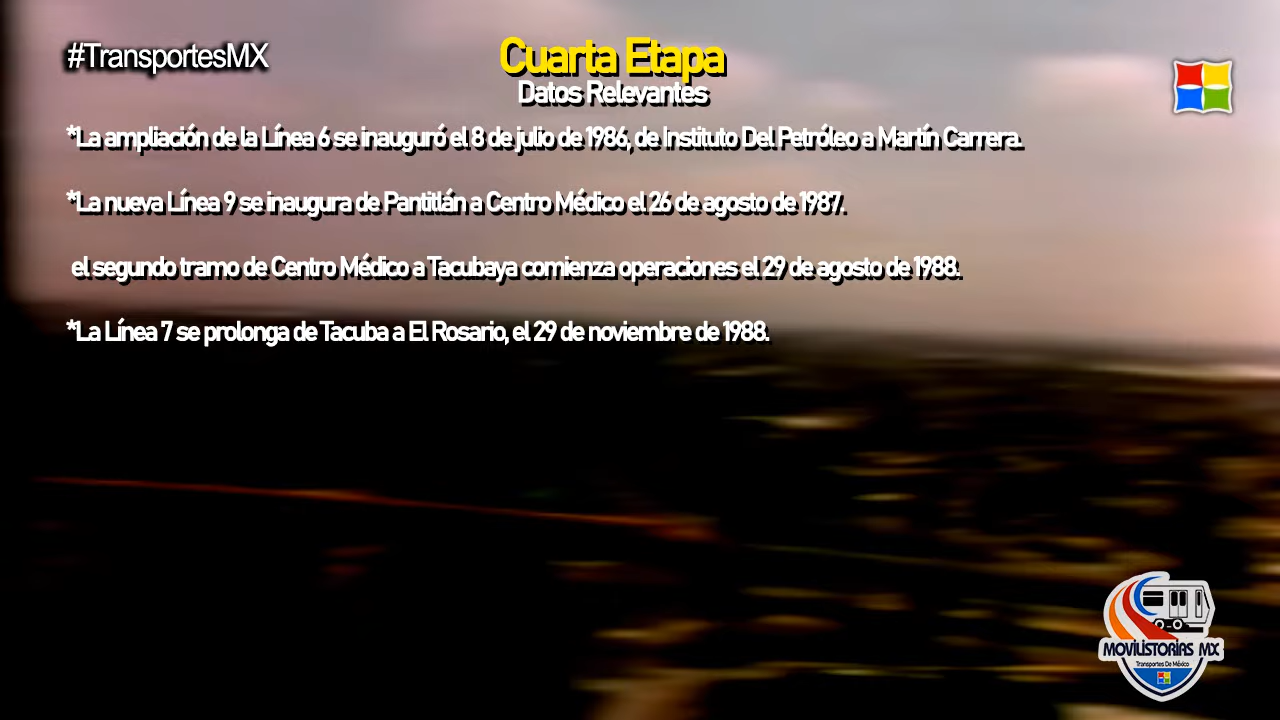 #TransportesMX
Cuarta Etapa
Datos Relevantes
*La ampliación de la Línea 6 se inauguró el 8 de julio de 1986, de Instituto Del Petróleo a Martín Carrera.
*La nueva Línea 9 se inaugura de Pantitlán a Centro Médico el 26 de agosto de 1987.
el segundo tramo de Centro Médico a Tacubaya comienza operaciones el 29 de agosto de 1988.
*La Línea 7 se prolonga de Tacuba a El Rosario, el 29 de noviembre de 1988.
MOVILISTORIAS MX
Transportes De México